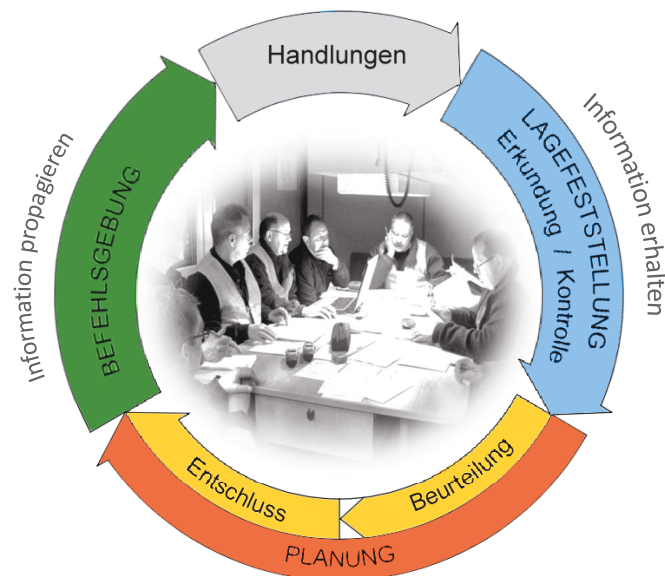 Handlungen
LAGEFESTSTELLUNG
Erkundung / Kontrolle
Information erhalten
Beurteilung
Entschluss
PLANUNG
BEFEHLSGEBUNG
Information propagieren